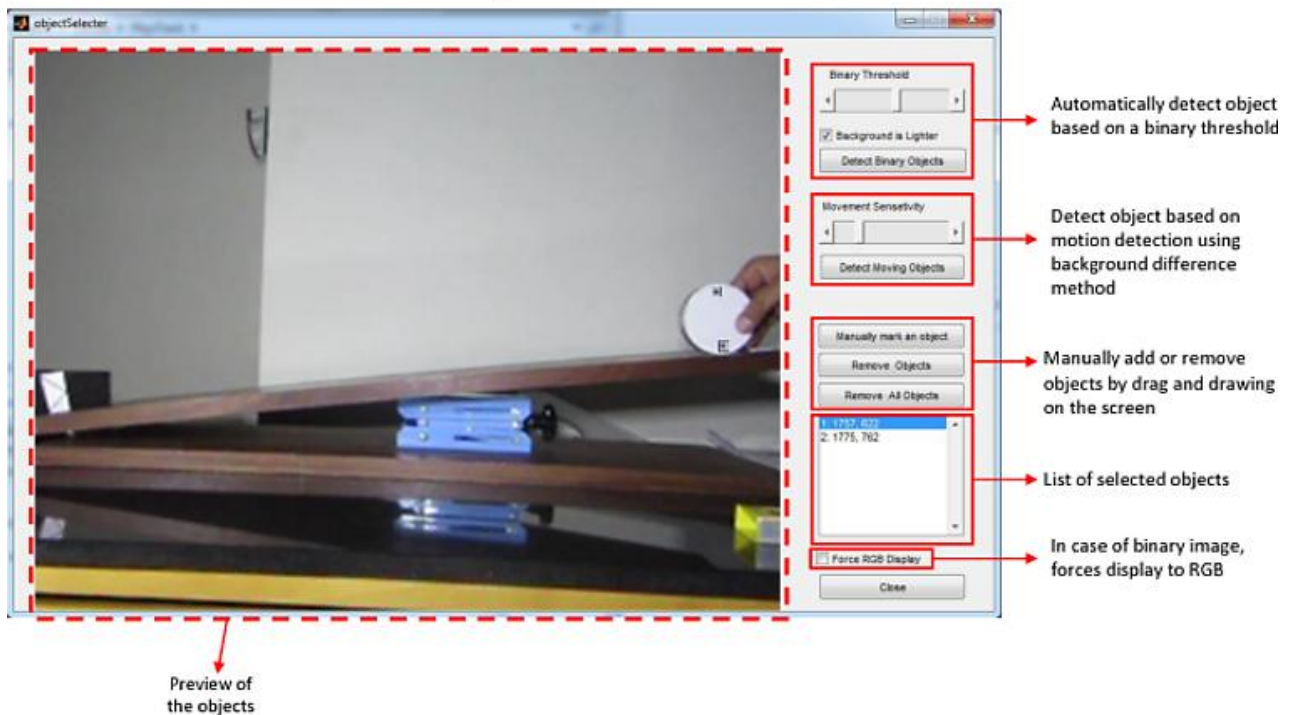 objectSelecter
Binary Threshold
Background is Lighter
Detect Binary Objects
Automatically detect object
based on a binary threshold
Movement Sensetivity
Detect Moving Objects
Detect object based on
motion detection using
background difference
method
Manually mark an object
Remove Objects
Remove All Objects
Manually add or remove
objects by drag and drawing
on the screen
1: 1757, 622
2: 1775, 762
List of selected objects
Force RGB Display
In case of binary image,
forces display to RGB
Close
Preview of
the objects